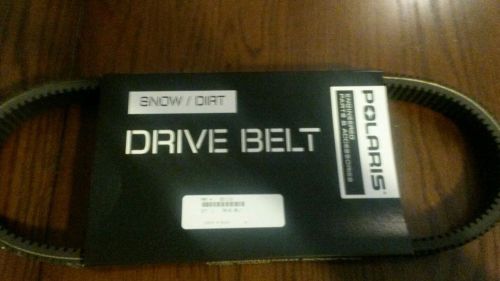 SNOW / DIRT
DRIVE BELT
POLARIS
ENGINEERED
PARTS & ACCESSORIES